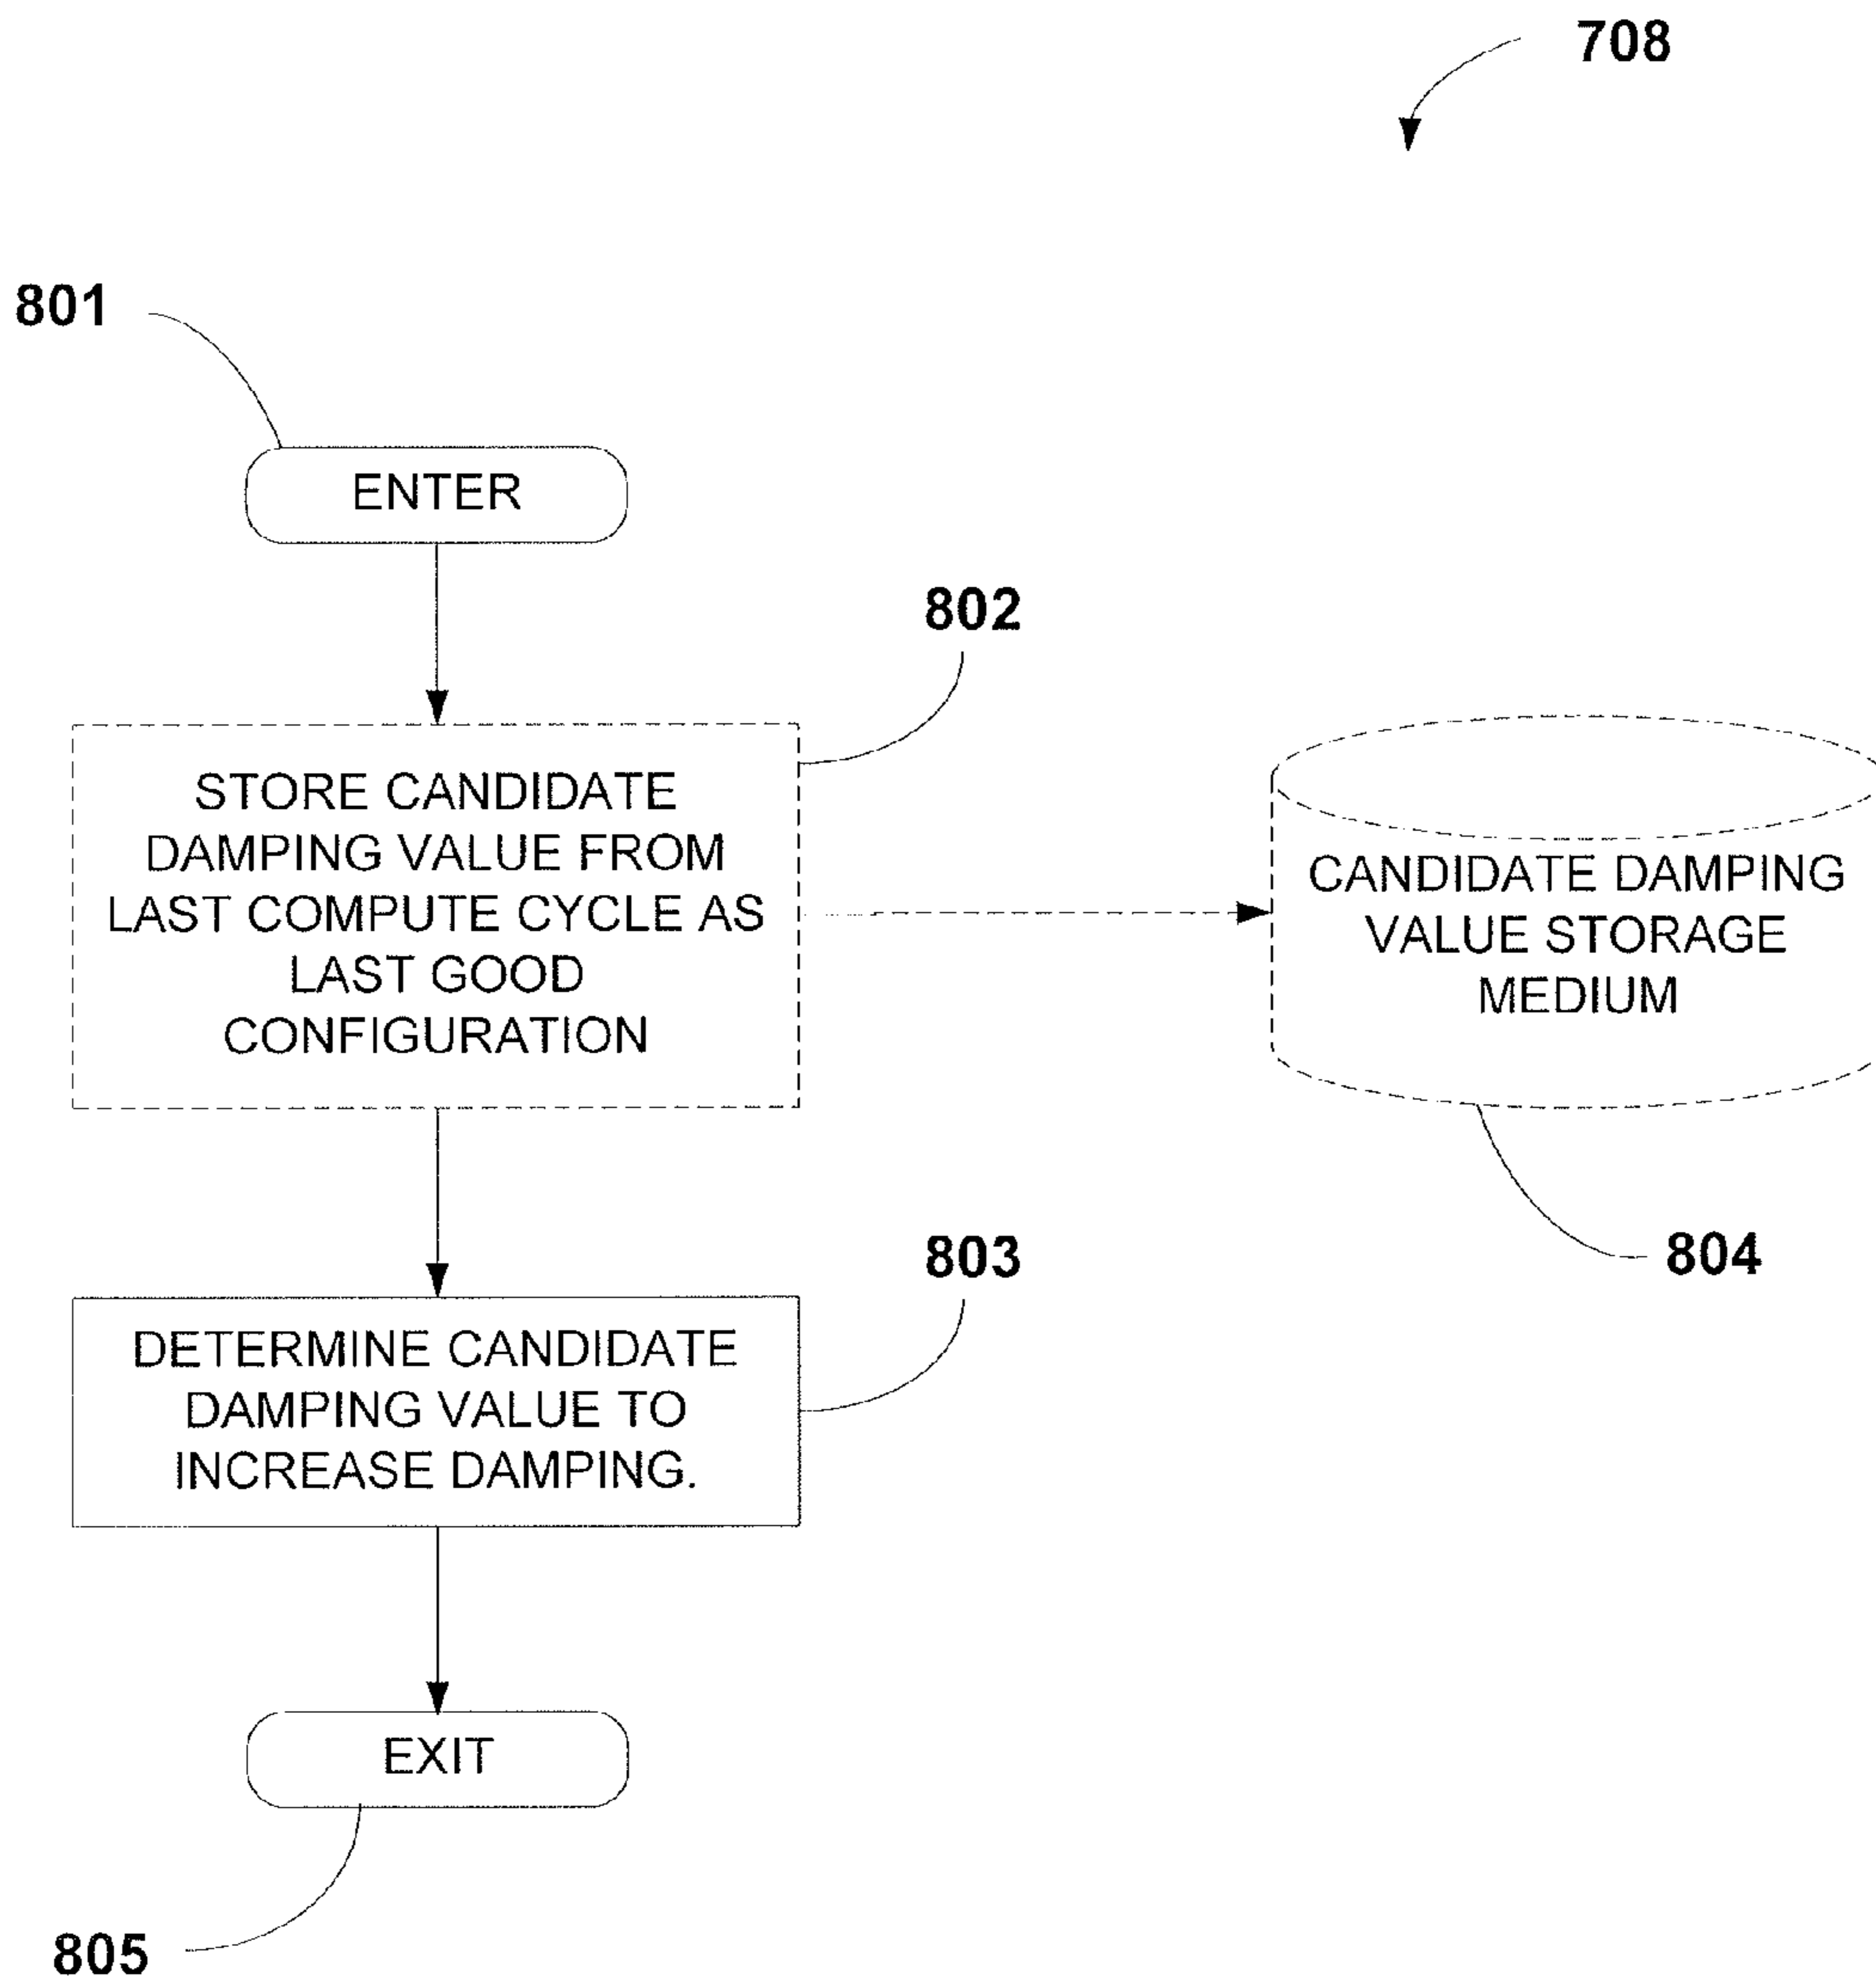 708
801
ENTER
802
STORE CANDIDATE
DAMPING VALUE FROM
LAST COMPUTE CYCLE AS
LAST GOOD
CONFIGURATION
CANDIDATE DAMPING
VALUE STORAGE
MEDIUM
803
804
DETERMINE CANDIDATE
DAMPING VALUE TO
INCREASE DAMPING.
EXIT
805